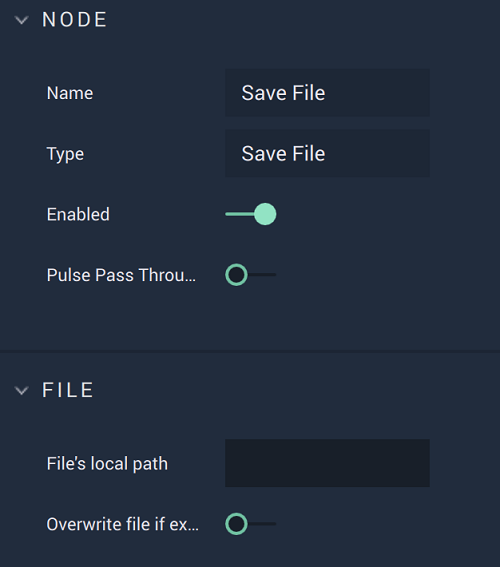 NODE
Name
Save File
Type
Save File
Enabled
Pulse Pass Throu...
FILE
File's local path
Overwrite file if ex...